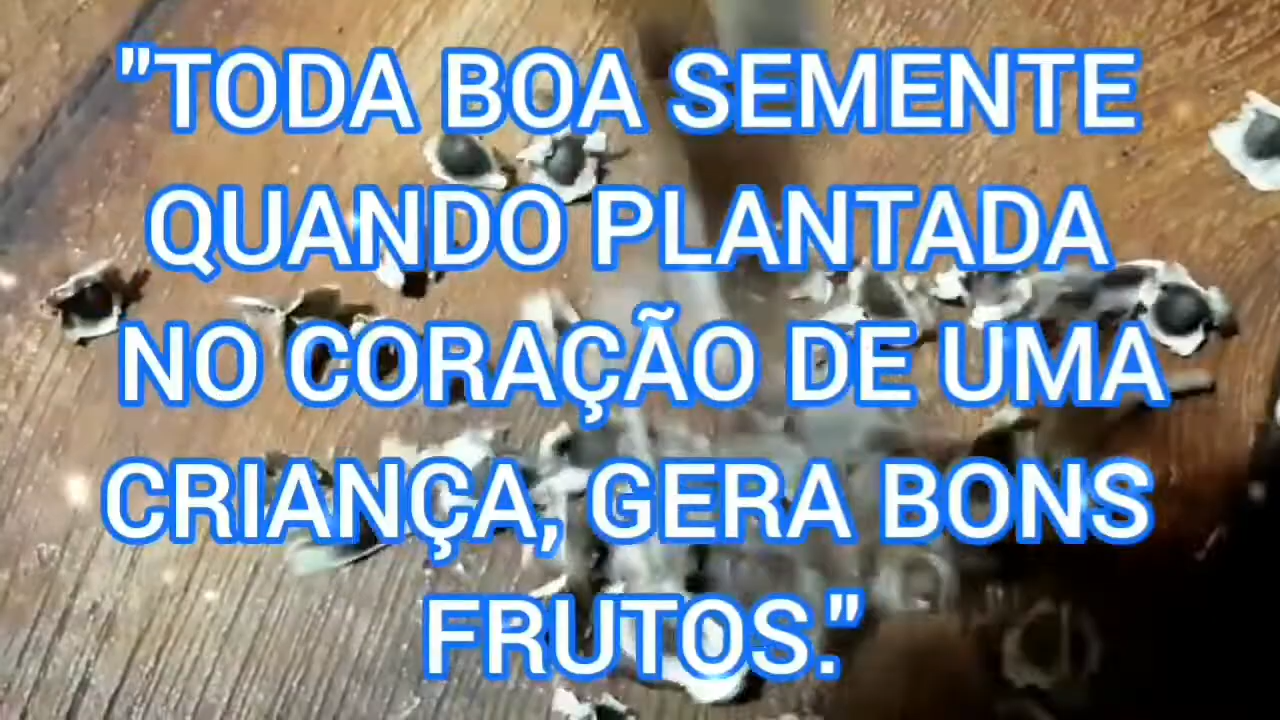 "TODA BOA SEMENTE
QUANDO PLANTADA
NO CORAÇÃO DE UMA
CRIANÇA, GERA BONS
FRUTOS."